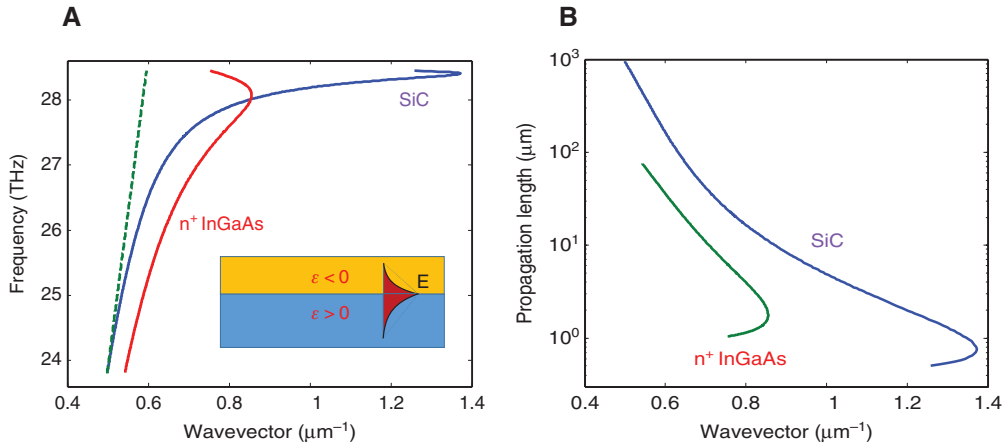 A
Frequency (THz)
28
27
26
25
24
0.4
0.6
0.8
1
1.2
1.4
Wavevector (μm⁻¹)
SiC
n⁺ InGaAs
ε < 0
E
ε > 0
B
Propagation length (μm)
10³
10²
10¹
10⁰
0.4
0.6
0.8
1
1.2
1.4
Wavevector (μm⁻¹)
SiC
n⁺ InGaAs